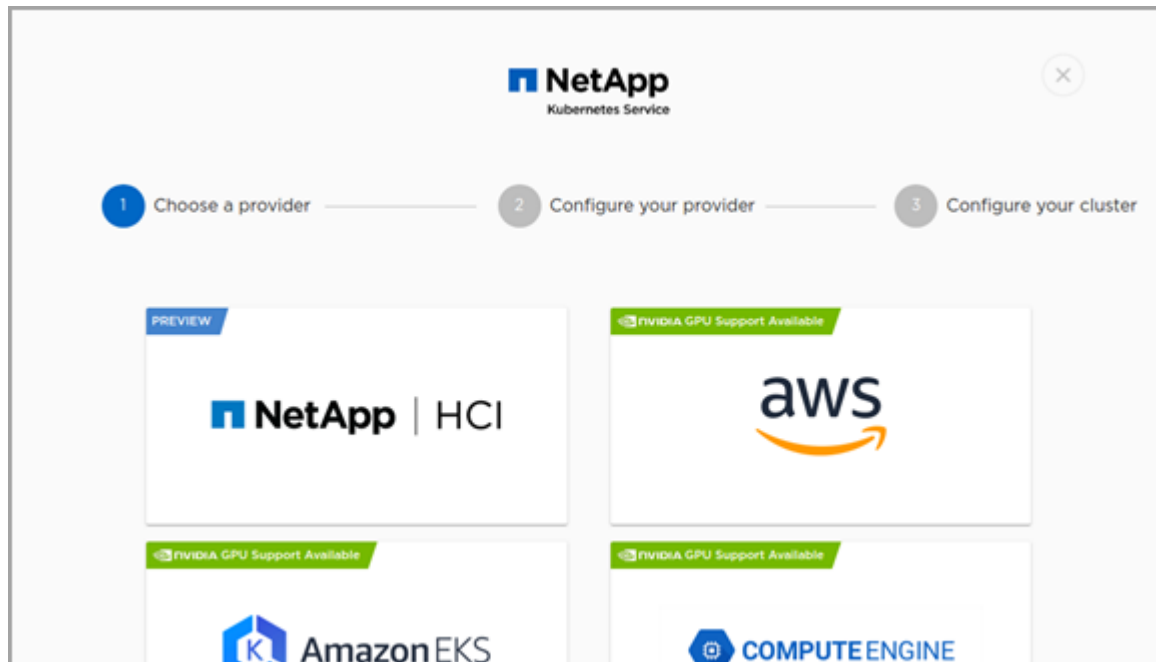 NetApp
Kubernetes Service
1 Choose a provider
2 Configure your provider
3 Configure your cluster
PREVIEW
NetApp | HCI
NVIDIA GPU Support Available
aws
NVIDIA GPU Support Available
K Amazon EKS
NVIDIA GPU Support Available
COMPUTE ENGINE